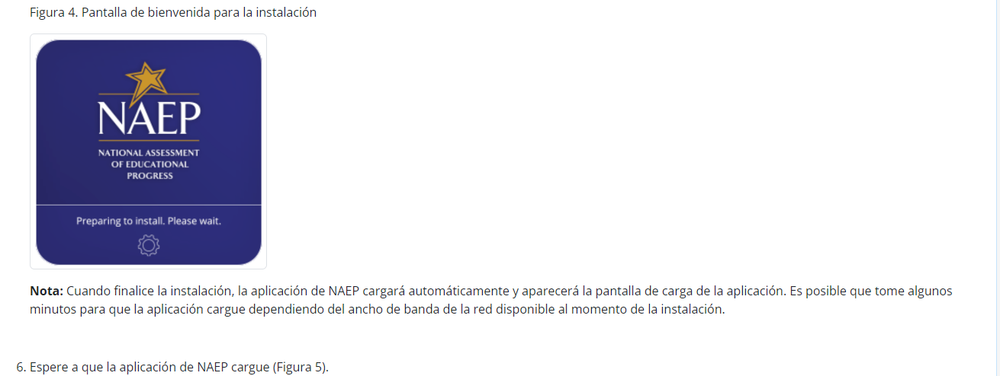 Figura 4. Pantalla de bienvenida para la instalación
NAEP
NATIONAL ASSESSMENT
OF EDUCATIONAL
PROGRESS
Preparing to install. Please wait.
Nota: Cuando finalice la instalación, la aplicación de NAEP cargará automáticamente y aparecerá la pantalla de carga de la aplicación. Es posible que tome algunos
minutos para que la aplicación cargue dependiendo del ancho de banda de la red disponible al momento de la instalación.
6. Espere a que la aplicación de NAEP cargue (Figura 5).